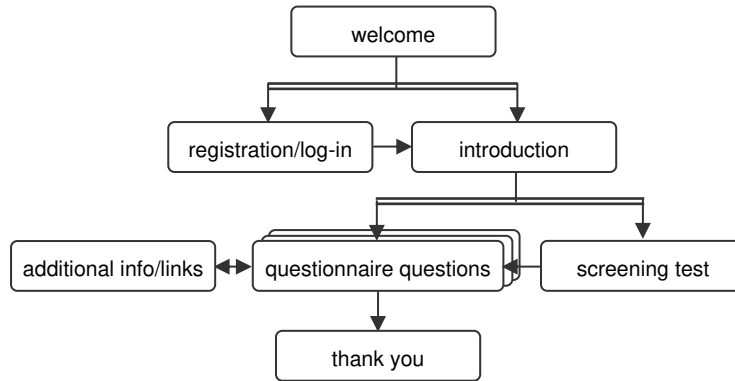 welcome
registration/log-in
introduction
additional info/links
questionnaire questions
screening test
thank you